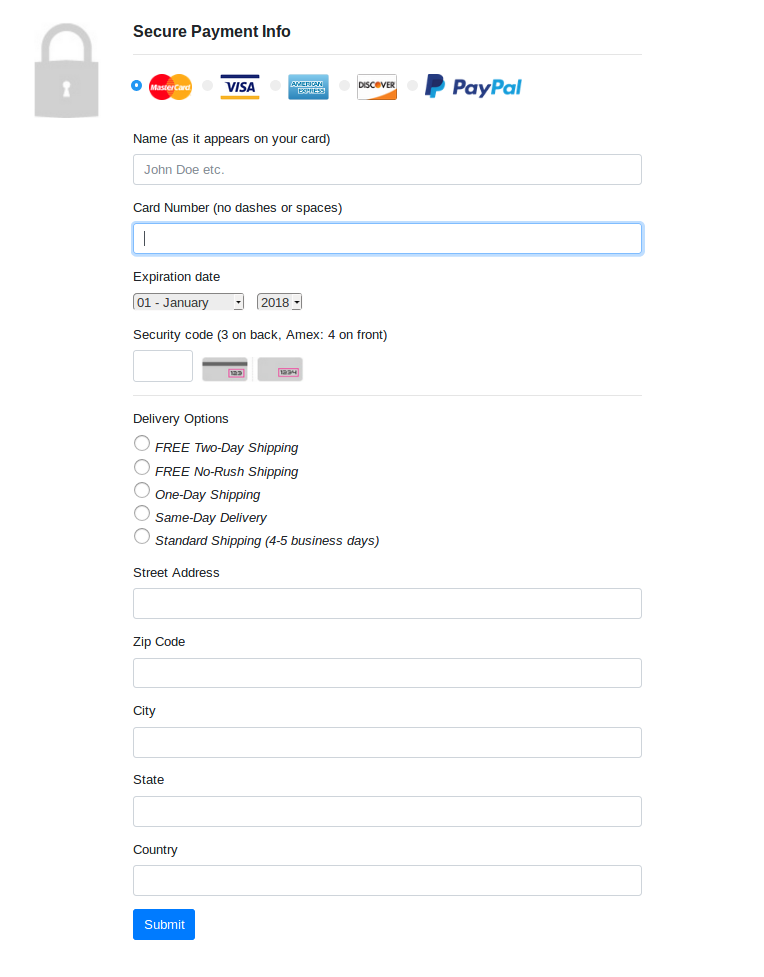 Secure Payment Info
MasterCard VISA AMERICAN EXPRESS DISCOVER PayPal
Name (as it appears on your card)
John Doe etc.
Card Number (no dashes or spaces)
Expiration date
01 - January 2018
Security code (3 on back, Amex: 4 on front)
123 1234
Delivery Options
FREE Two-Day Shipping
FREE No-Rush Shipping
One-Day Shipping
Same-Day Delivery
Standard Shipping (4-5 business days)
Street Address
Zip Code
City
State
Country
Submit